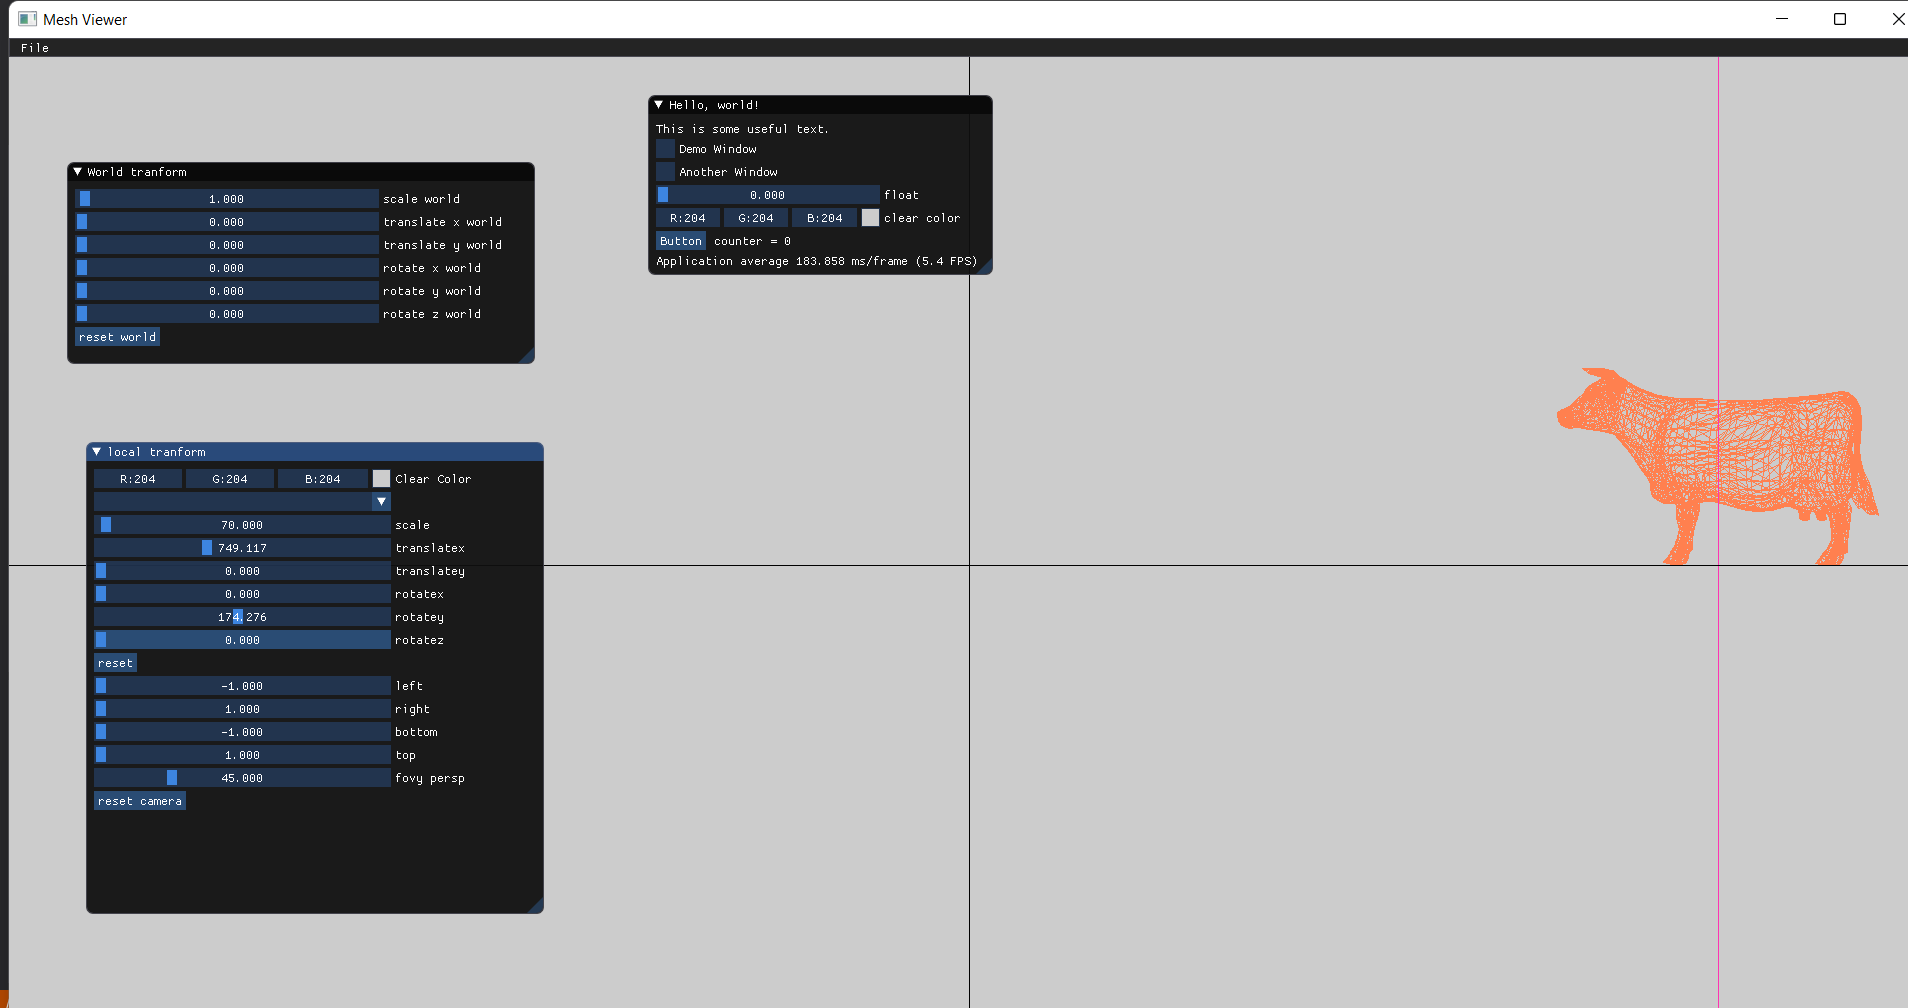 Mesh Viewer
File
Hello, world!
This is some useful text.
Demo Window
Another Window
0.000 float
R:204 G:204 B:204 clear color
Button counter = 0
Application average 183.858 ms/frame (5.4 FPS)
World tranform
1.000 scale world
0.000 translate x world
0.000 translate y world
0.000 rotate x world
0.000 rotate y world
0.000 rotate z world
reset world
local tranform
R:204 G:204 B:204 Clear Color
70.000 scale
749.117 translatex
0.000 translatey
0.000 rotatex
174.276 rotatey
0.000 rotatez
reset
-1.000 left
1.000 right
-1.000 bottom
1.000 top
45.000 fovy persp
reset camera